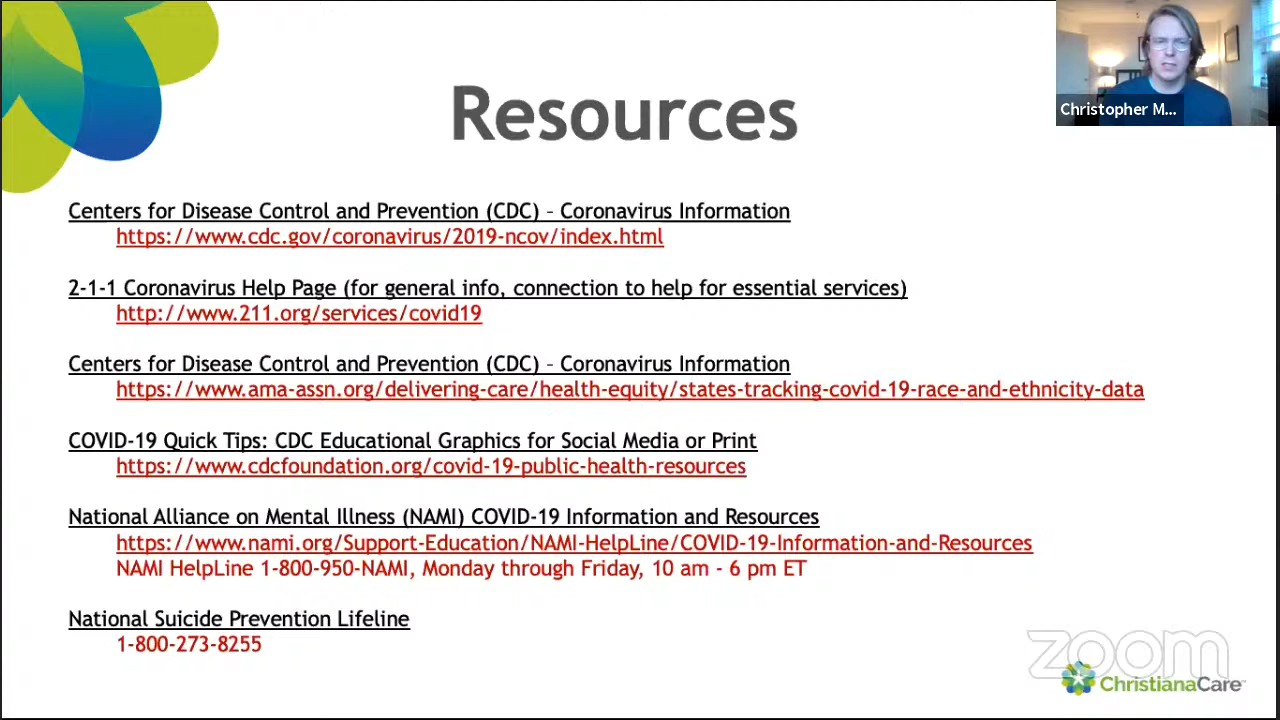 Resources
Christopher M...
Centers for Disease Control and Prevention (CDC) – Coronavirus Information
https://www.cdc.gov/coronavirus/2019-ncov/index.html
2-1-1 Coronavirus Help Page (for general info, connection to help for essential services)
http://www.211.org/services/covid19
Centers for Disease Control and Prevention (CDC) – Coronavirus Information
https://www.ama-assn.org/delivering-care/health-equity/states-tracking-covid-19-race-and-ethnicity-data
COVID-19 Quick Tips: CDC Educational Graphics for Social Media or Print
https://www.cdcfoundation.org/covid-19-public-health-resources
National Alliance on Mental Illness (NAMI) COVID-19 Information and Resources
https://www.nami.org/Support-Education/NAMI-HelpLine/COVID-19-Information-and-Resources
NAMI HelpLine 1-800-950-NAMI, Monday through Friday, 10 am - 6 pm ET
National Suicide Prevention Lifeline
1-800-273-8255
zoom
ChristianaCare™